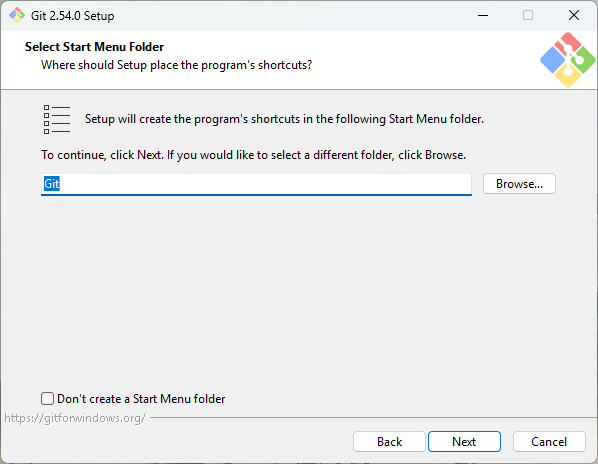 Git 2.54.0 Setup
Select Start Menu Folder
Where should Setup place the program's shortcuts?
Setup will create the program's shortcuts in the following Start Menu folder.
To continue, click Next. If you would like to select a different folder, click Browse.
Git
Browse...
Don't create a Start Menu folder
https://gitforwindows.org/
Back
Next
Cancel